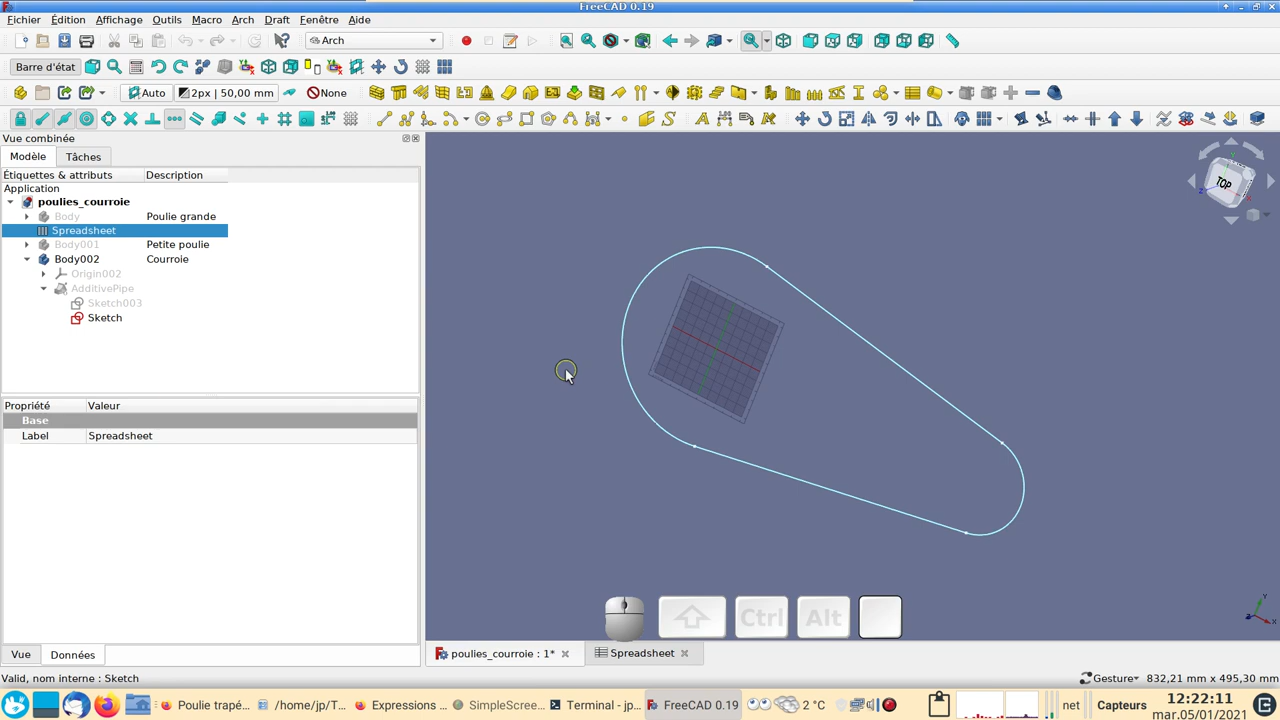 FreeCAD 0.19
Fichier Édition Affichage Outils Macro Arch Draft Fenêtre Aide
Arch
Barre d'état
Auto 2px | 50,00 mm None
Vue combinée
Modèle Tâches
Étiquettes & attributs Description
Application
poulies_courroie
Body Poulie grande
Spreadsheet
Body001 Petite poulie
Body002 Courroie
Origin002
AdditivePipe
Sketch003
Sketch
Propriété Valeur
Base
Label Spreadsheet
Vue Données
TOP
Z
X
Y
Z
X
Ctrl Alt
poulies_courroie : 1* Spreadsheet
Valid, nom interne : Sketch
Gesture 832,21 mm x 495,30 mm
Poulie trapé... /home/jp/T... Expressions ... SimpleScree... Terminal - jp... FreeCAD 0.19 2 °C Capteurs net 12:22:11
mar.05/01/2021